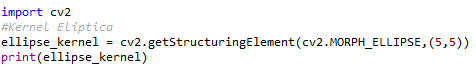 import cv2
#Kernel Elíptica
ellipse_kernel = cv2.getStructuringElement(cv2.MORPH_ELLIPSE,(5,5))
print(ellipse_kernel)